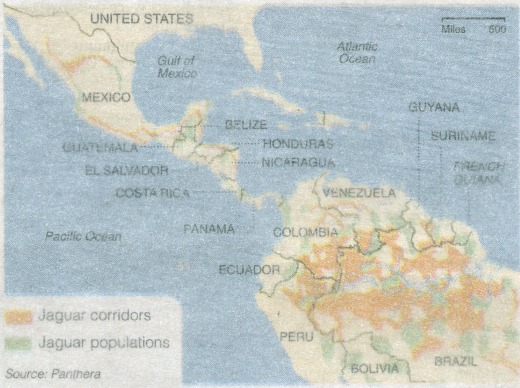 UNITED STATES
Miles 500
Atlantic
Ocean
Gulf of
Mexico
MEXICO
GUYANA
BELIZE
SURINAME
GUATEMALA
HONDURAS
NICARAGUA
FRENCH
GUIANA
EL SALVADOR
COSTA RICA
VENEZUELA
PANAMA
COLOMBIA
Pacific Ocean
ECUADOR
Jaguar corridors
Jaguar populations
PERU
BOLIVIA
BRAZIL
Source: Panthera